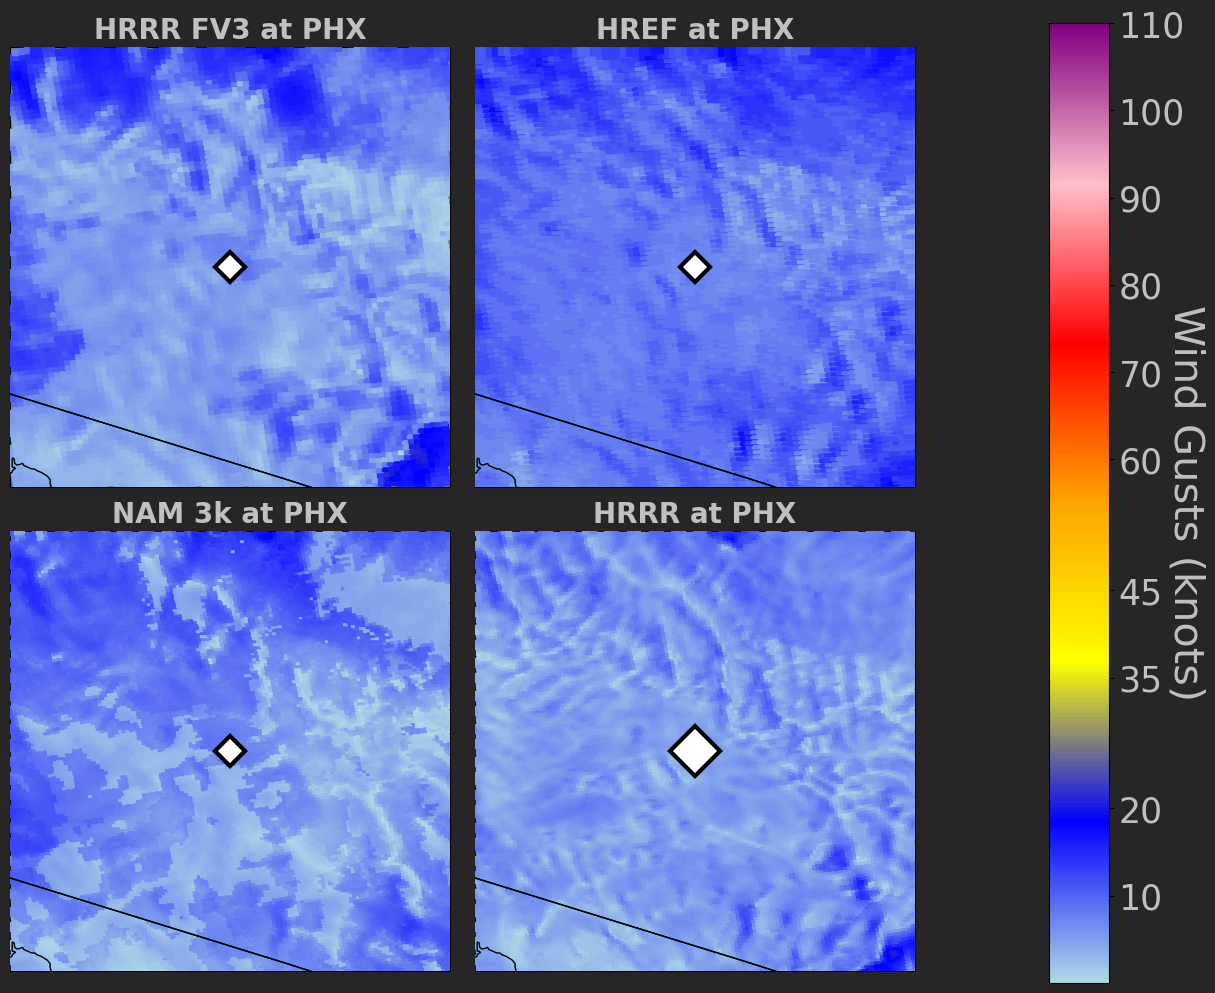 HRRR FV3 at PHX
HREF at PHX
NAM 3k at PHX
HRRR at PHX
110
100
90
80
70
60
45
35
20
10
Wind Gusts (knots)